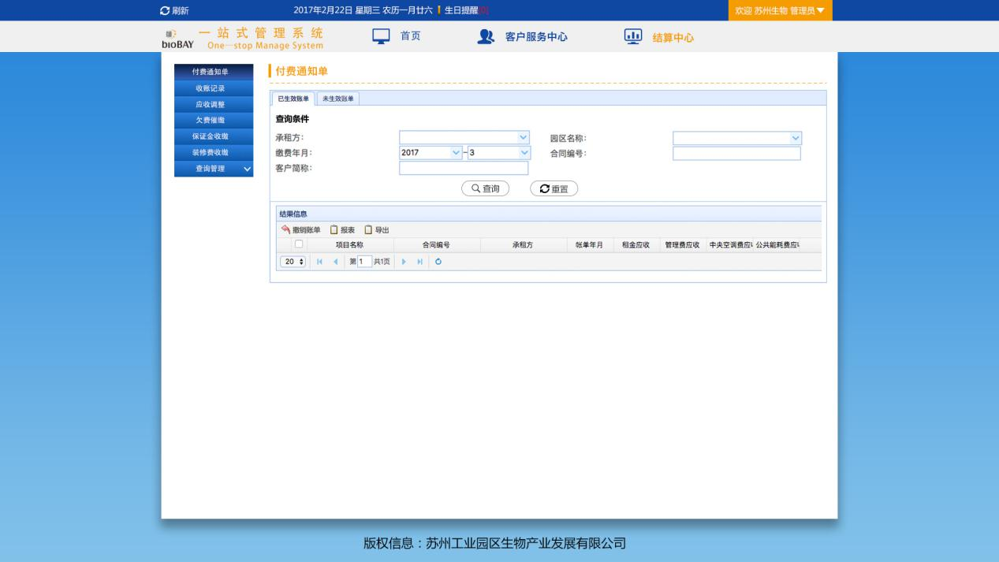 刷新 2017年2月22日 星期三 农历一月廿六 生日提醒[0] 欢迎 苏州生物 管理员
bioBAY 一站式管理系统 首页 客户服务中心 结算中心
One—stop Manage System
付费通知单
收账记录
应收调整
欠费催缴
保证金收缴
装修费收缴
查询管理
付费通知单
已生效账单 未生效账单
查询条件
承租方: 园区名称:
缴费年月: 2017 - 3 合同编号:
客户简称:
查询 重置
结果信息
撤销账单 报表 导出
项目名称 合同编号 承租方 帐单年月 租金应收 管理费应收 中央空调费应 公共能耗费应
20 第 1 共1页
版权信息：苏州工业园区生物产业发展有限公司